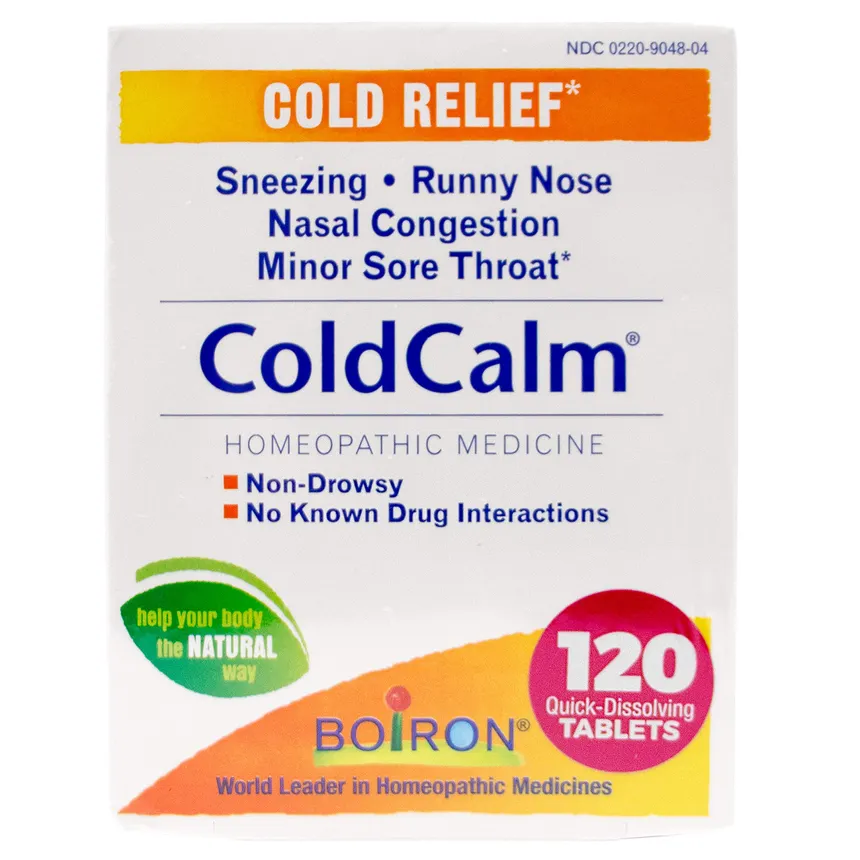 NDC 0220-9048-04
COLD RELIEF*
Sneezing • Runny Nose
Nasal Congestion
Minor Sore Throat*
ColdCalm®
HOMEOPATHIC MEDICINE
Non-Drowsy
No Known Drug Interactions
help your body
the NATURAL
way
120
Quick-Dissolving
TABLETS
BOIRON®
World Leader in Homeopathic Medicines